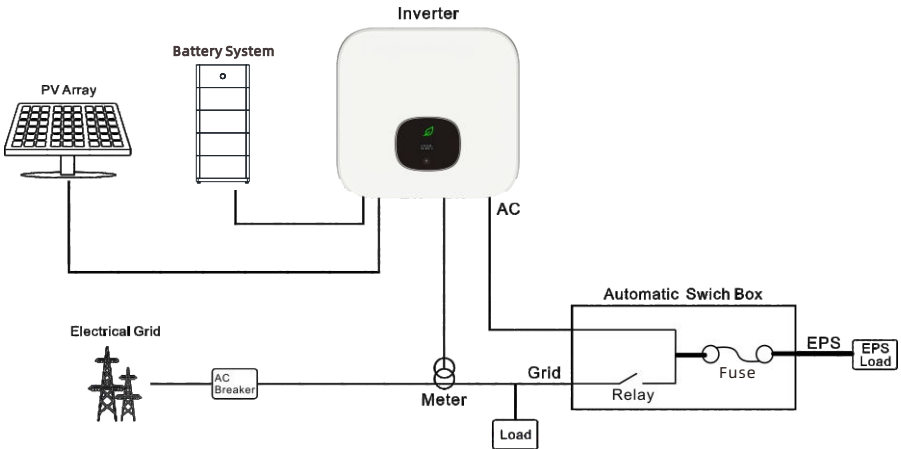 Inverter
Battery System
PV Array
AC
Automatic Swich Box
Electrical Grid
EPS
EPS
Load
Fuse
AC
Breaker
Grid
Relay
Meter
Load